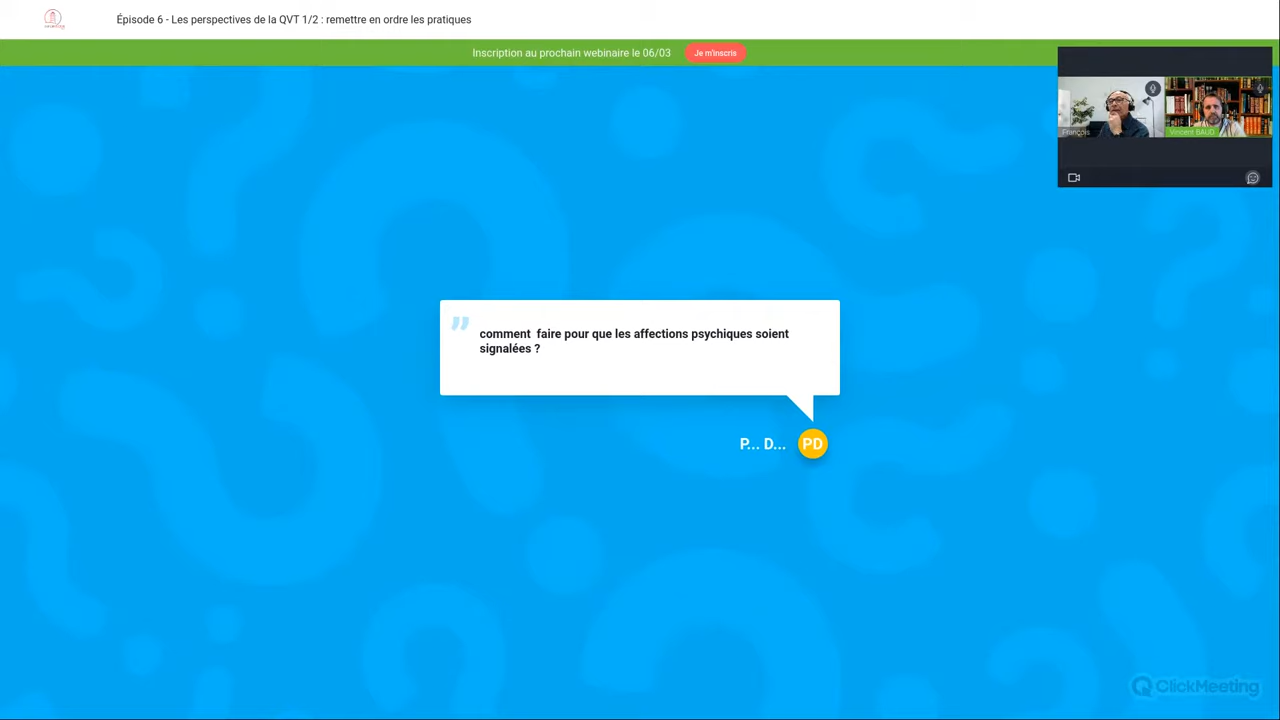 Épisode 6 - Les perspectives de la QVT 1/2 : remettre en ordre les pratiques
Inscription au prochain webinaire le 06/03
Je m'inscris
François
Vincent BAUD
comment  faire pour que les affections psychiques soient
signalées ?
P... D...
PD
ClickMeeting